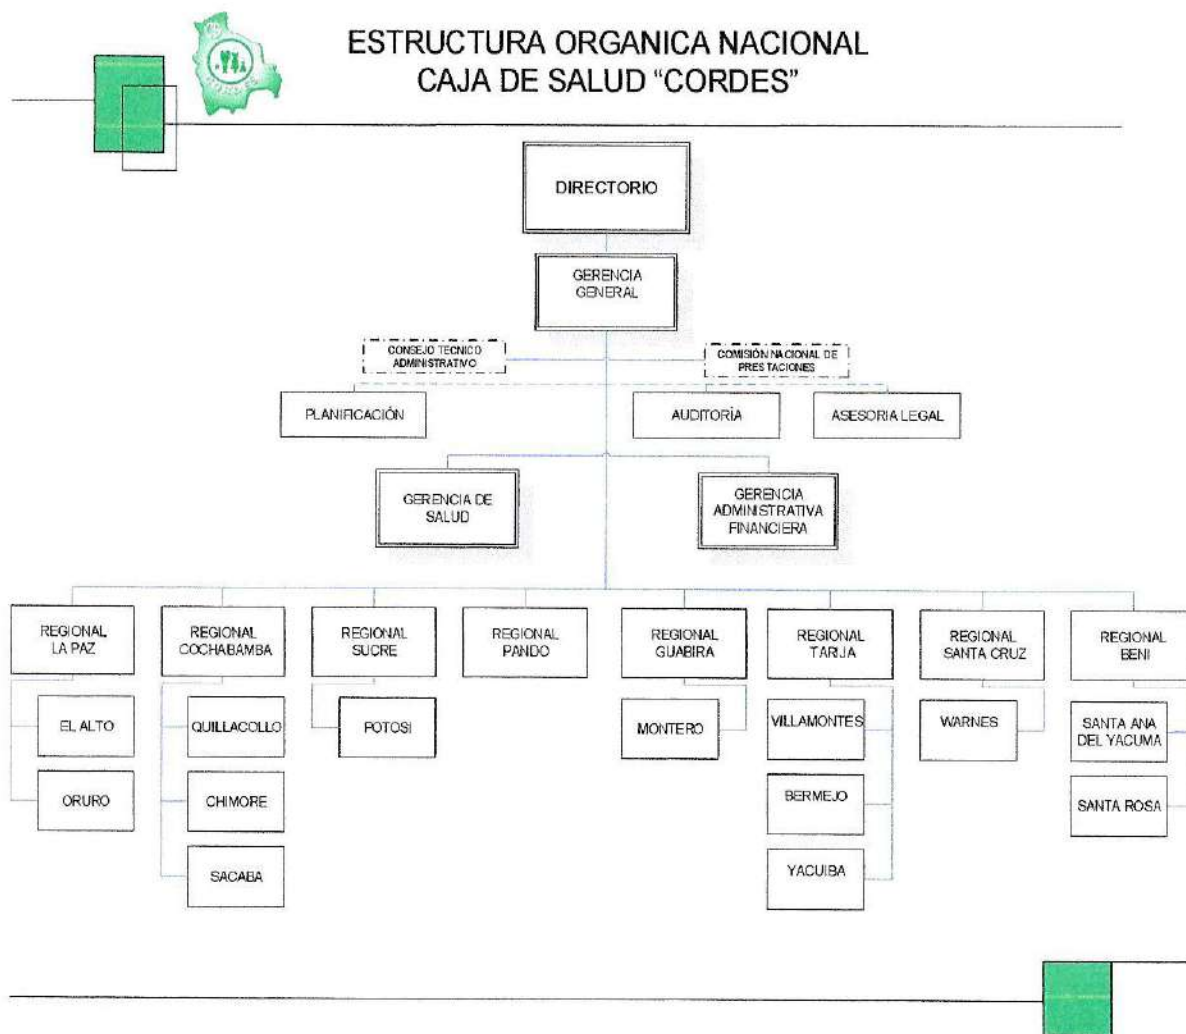 ESTRUCTURA ORGANICA NACIONAL
CAJA DE SALUD “CORDES”
DIRECTORIO
GERENCIA
GENERAL
CONSEJO TECNICO
ADMINISTRATIVO
COMISIÓN NACIONAL DE
PRESTACIONES
PLANIFICACIÓN
AUDITORÍA
ASESORIA LEGAL
GERENCIA DE
SALUD
GERENCIA
ADMINISTRATIVA
FINANCIERA
REGIONAL
LA PAZ
REGIONAL
COCHABAMBA
REGIONAL
SUCRE
REGIONAL
PANDO
REGIONAL
GUABIRA
REGIONAL
TARIJA
REGIONAL
SANTA CRUZ
REGIONAL
BENI
EL ALTO
QUILLACOLLO
POTOSI
MONTERO
VILLAMONTES
WARNES
SANTA ANA
DEL YACUMA
ORURO
CHIMORE
BERMEJO
SANTA ROSA
SACABA
YACUIBA